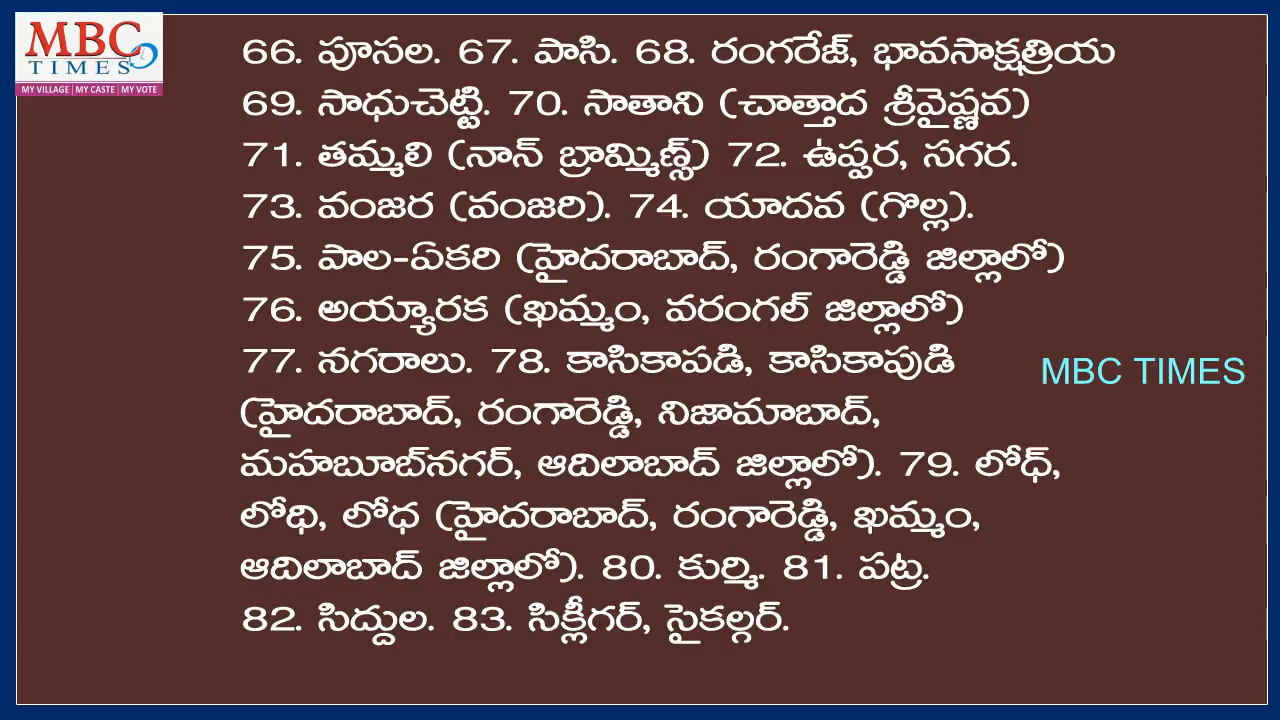 MBC
TIMES
MY VILLAGE | MY CASTE | MY VOTE
66. పూసల. 67. పాసి. 68. రంగరేజ్, భావసాక్షత్రియ
69. సాధుచెట్టి. 70. సాతాని (చాత్తాద శ్రీవైష్ణవ)
71. తమ్మలి (నాన్ బ్రామ్మిణ్స్) 72. ఉప్పర, సగర.
73. వంజర (వంజరి). 74. యాదవ (గొల్ల).
75. పాల-ఏకరి (హైదరాబాద్, రంగారెడ్డి జిల్లాలో)
76. అయ్యారక (ఖమ్మం, వరంగల్ జిల్లాలో)
77. నగరాలు. 78. కాసికాపడి, కాసికాపుడి
(హైదరాబాద్, రంగారెడ్డి, నిజామాబాద్,
మహబూబ్‌నగర్, ఆదిలాబాద్ జిల్లాలో). 79. లోధ్,
లోధి, లోధ (హైదరాబాద్, రంగారెడ్డి, ఖమ్మం,
ఆదిలాబాద్ జిల్లాలో). 80. కుర్మి. 81. పట్ర.
82. సిద్దుల. 83. సిక్లీగర్, సైకల్గర్.
MBC TIMES